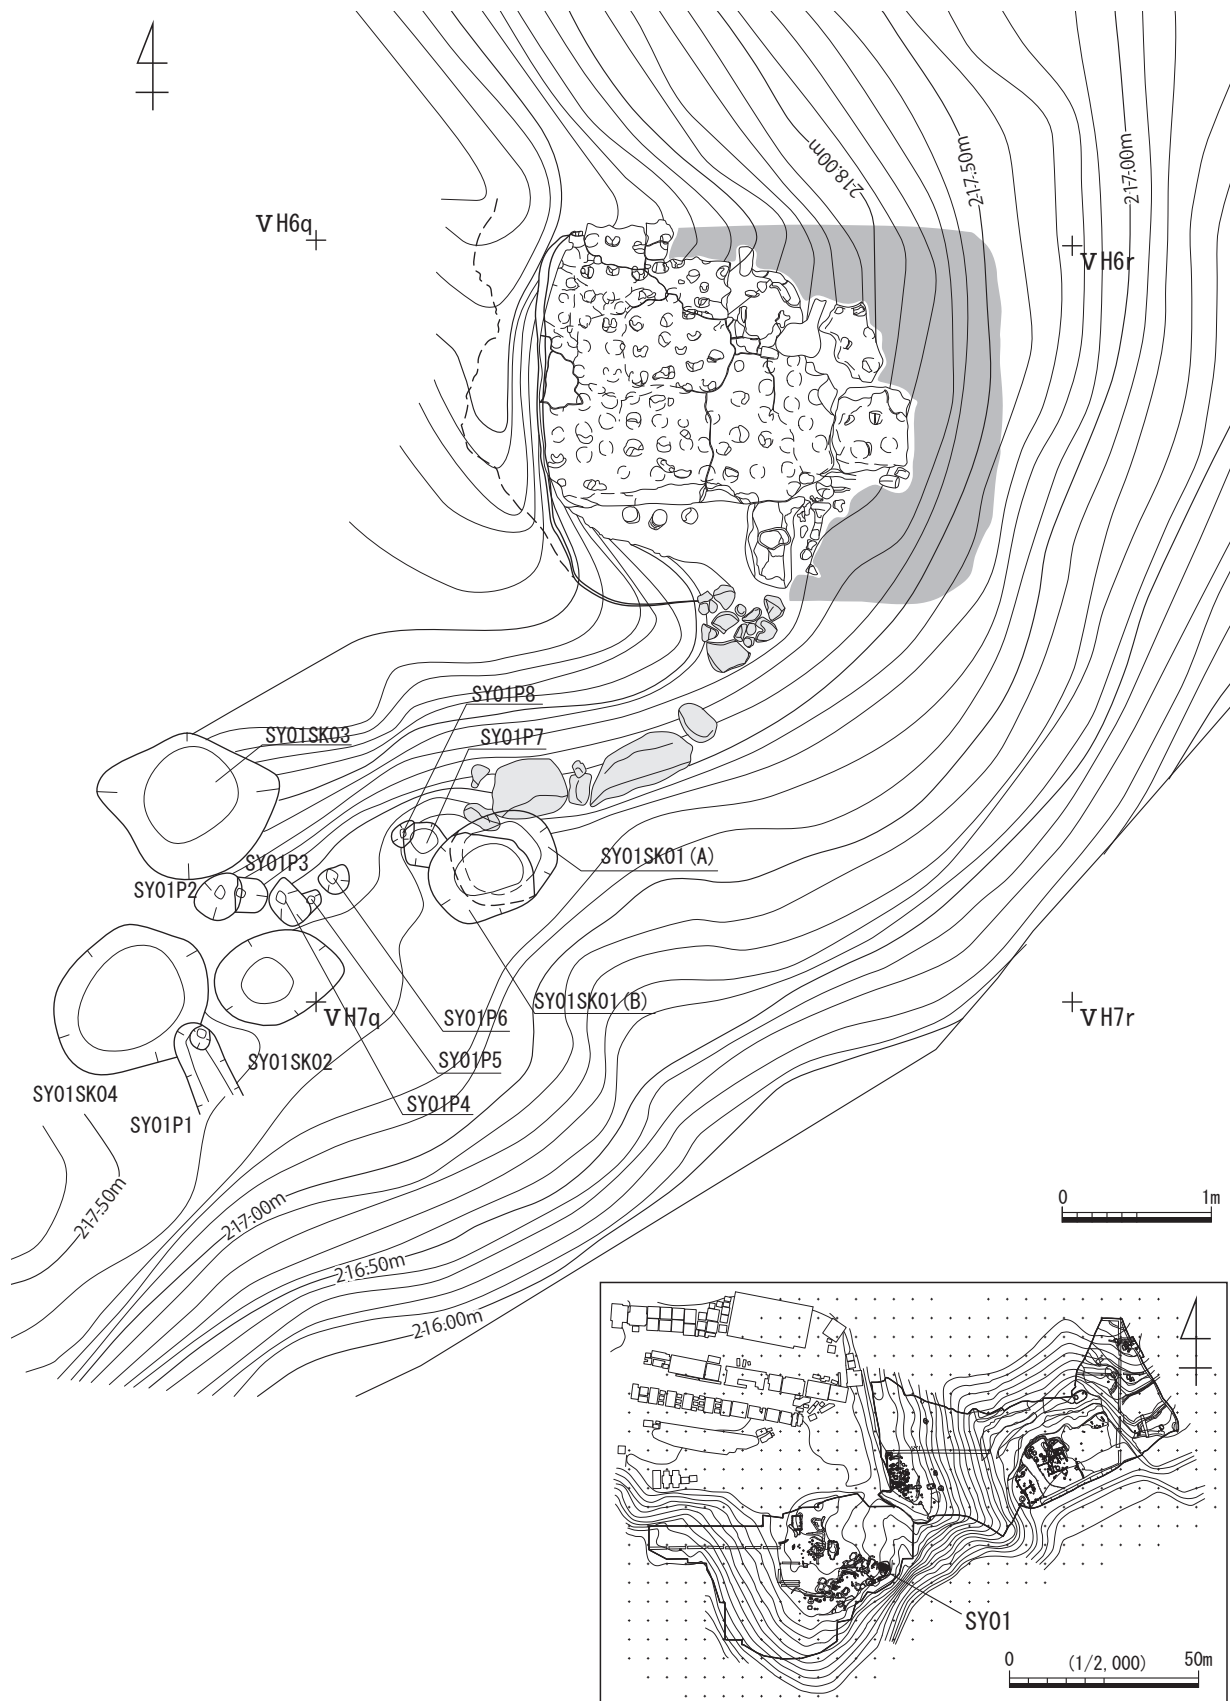 218.00m
217.50m
217.00m
ⅤH6q
ⅤH6r
SY01P8
SY01SK03
SY01P7
SY01SK01(A)
SY01P3
SY01P2
SY01SK01(B)
ⅤH7q
ⅤH7r
SY01P6
SY01P5
SY01SK02
SY01SK04
SY01P4
SY01P1
217.50m
217.00m
216.50m
216.00m
0 1m
SY01
0 (1/2,000) 50m